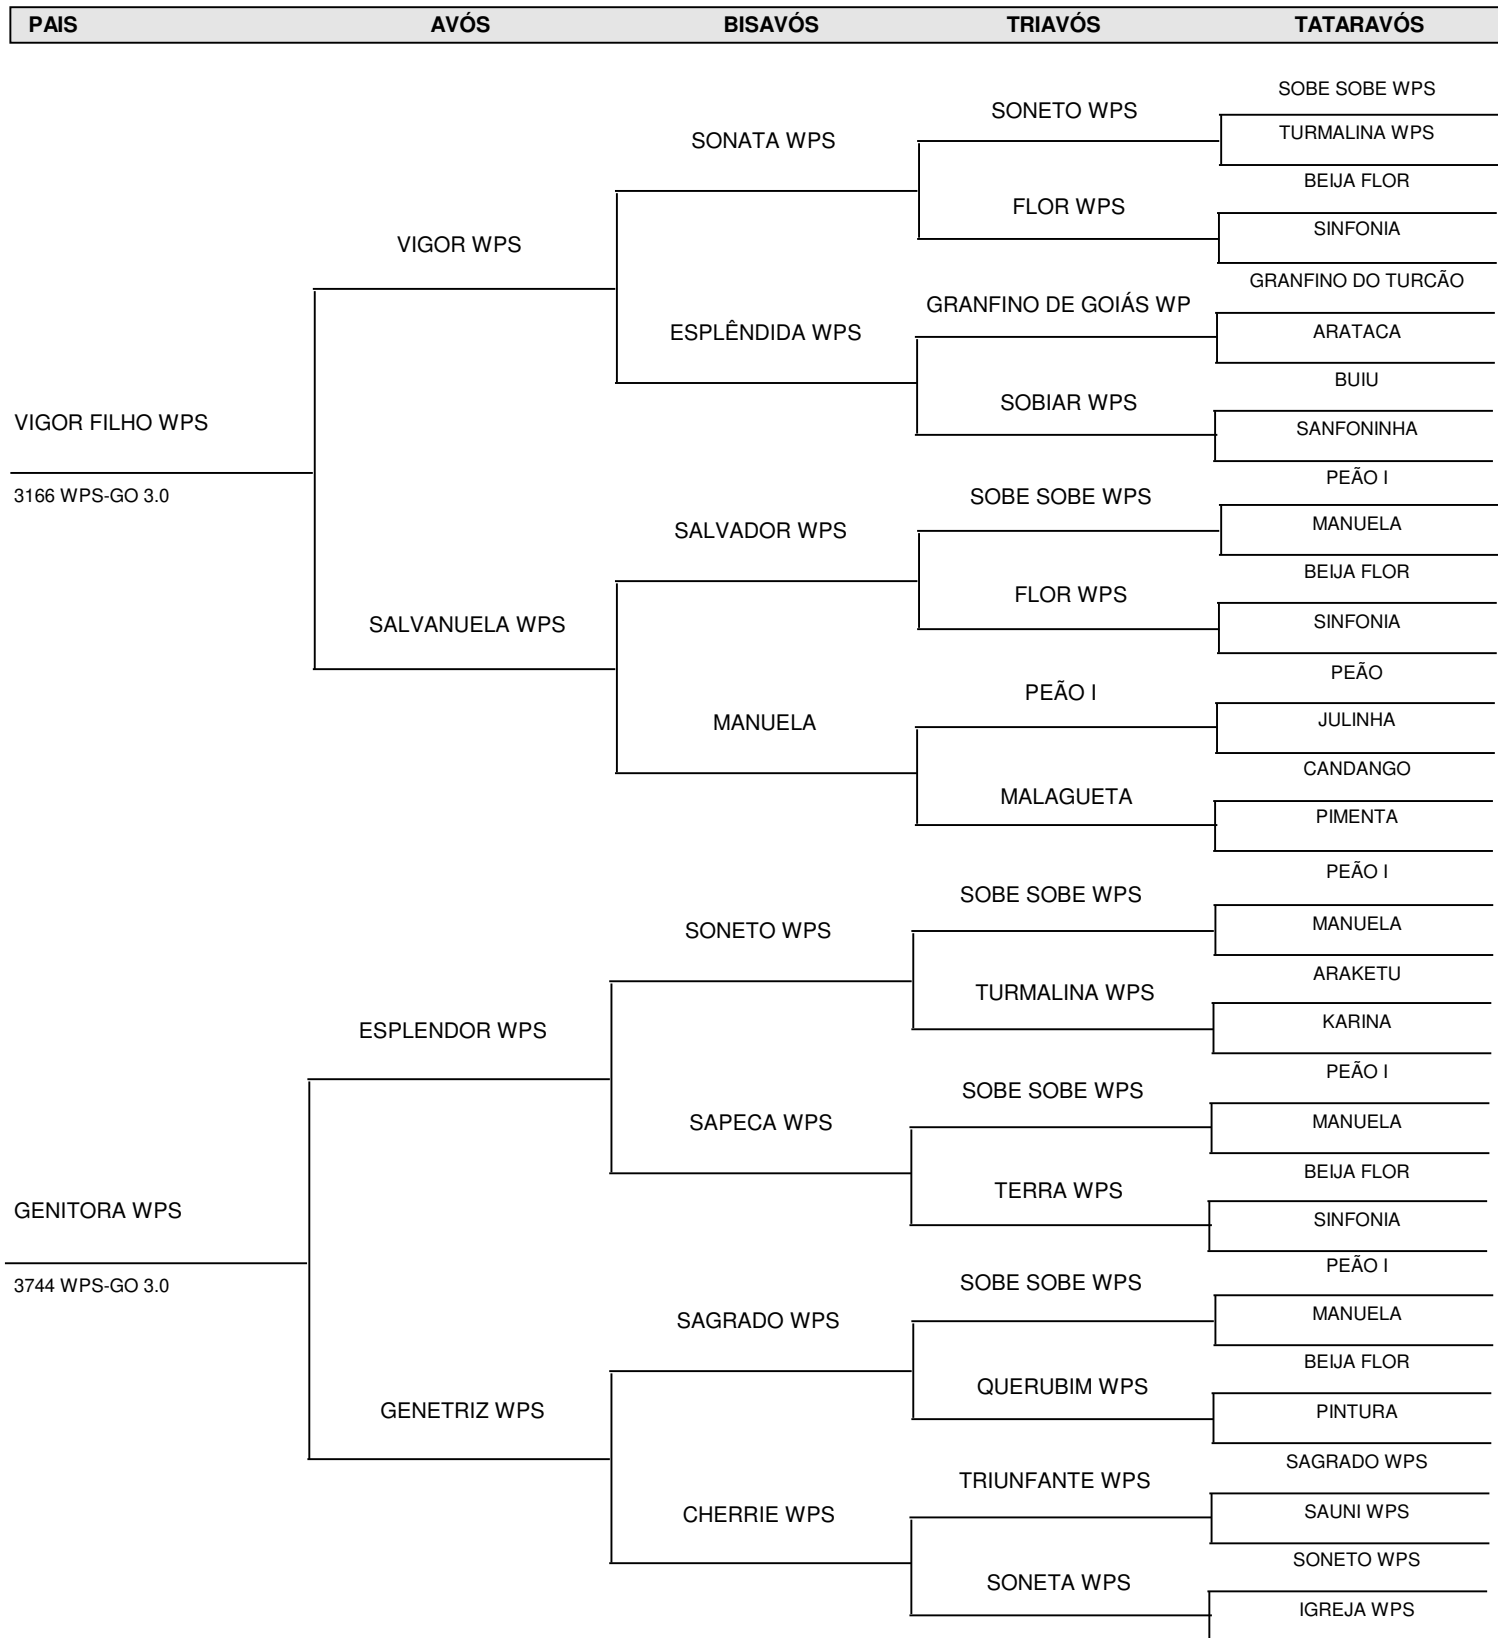 PAIS AVÓS BISAVÓS TRIAVÓS TATARAVÓS
SOBE SOBE WPS
SONETO WPS
TURMALINA WPS
SONATA WPS
BEIJA FLOR
FLOR WPS
SINFONIA
VIGOR WPS
GRANFINO DO TURCÃO
GRANFINO DE GOIÁS WP
ARATACA
ESPLÊNDIDA WPS
BUIU
SOBIAR WPS
VIGOR FILHO WPS
SANFONINHA
PEÃO I
3166 WPS-GO 3.0
SOBE SOBE WPS
MANUELA
SALVADOR WPS
BEIJA FLOR
FLOR WPS
SINFONIA
SALVANUELA WPS
PEÃO
PEÃO I
JULINHA
MANUELA
CANDANGO
MALAGUETA
PIMENTA
PEÃO I
SOBE SOBE WPS
MANUELA
SONETO WPS
ARAKETU
TURMALINA WPS
KARINA
ESPLENDOR WPS
PEÃO I
SOBE SOBE WPS
MANUELA
SAPECA WPS
BEIJA FLOR
TERRA WPS
GENITORA WPS
SINFONIA
PEÃO I
3744 WPS-GO 3.0
SOBE SOBE WPS
MANUELA
SAGRADO WPS
BEIJA FLOR
QUERUBIM WPS
GENETRIZ WPS
PINTURA
SAGRADO WPS
TRIUNFANTE WPS
SAUNI WPS
CHERRIE WPS
SONETO WPS
SONETA WPS
IGREJA WPS